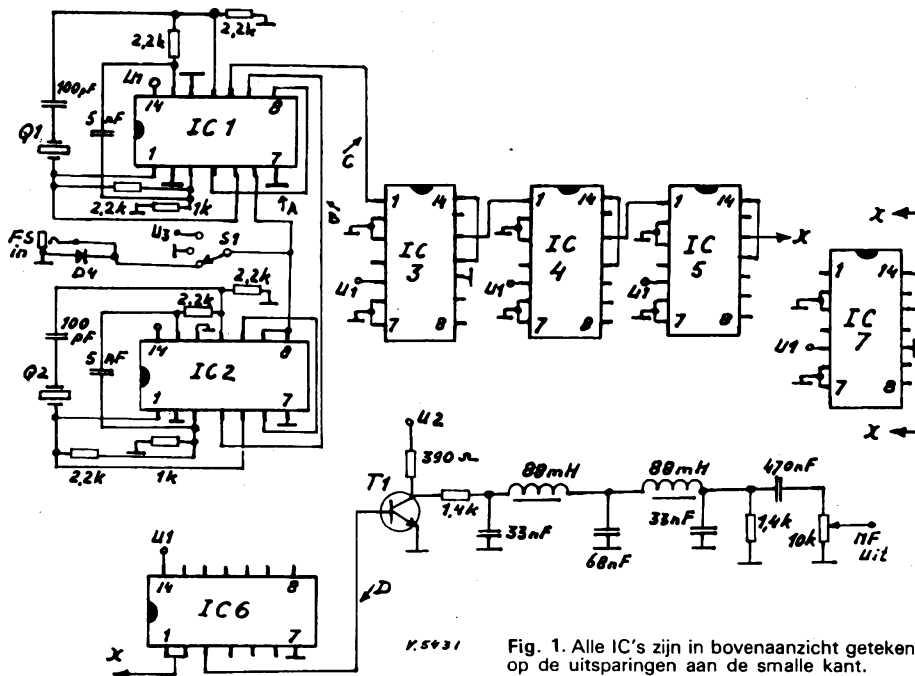 2,2k
2,2k
100pF
U1
14
8
5 nF
IC 1
Q1
1
7
2,2k
1k
A
C
FS
in
D4
U3
S1
2,2k
2,2k
100
pF
14
8
5 nF
IC 2
Q2
1
7
2,2k
1k
1
14
IC
3
U1
7
8
1
14
IC
4
U1
7
8
1
14
IC
5
U1
7
8
X
X
1
14
IC
7
U1
7
8
X
U2
390 Ω
T1
1,4k
88mH
88mH
470nF
33nF
68nF
33nF
1,4k
10k
MF
Uit
U1
14
8
IC6
1
7
X
D
V.5431
Fig. 1. Alle IC's zijn in bovenaanzicht geteken
op de uitsparingen aan de smalle kant.